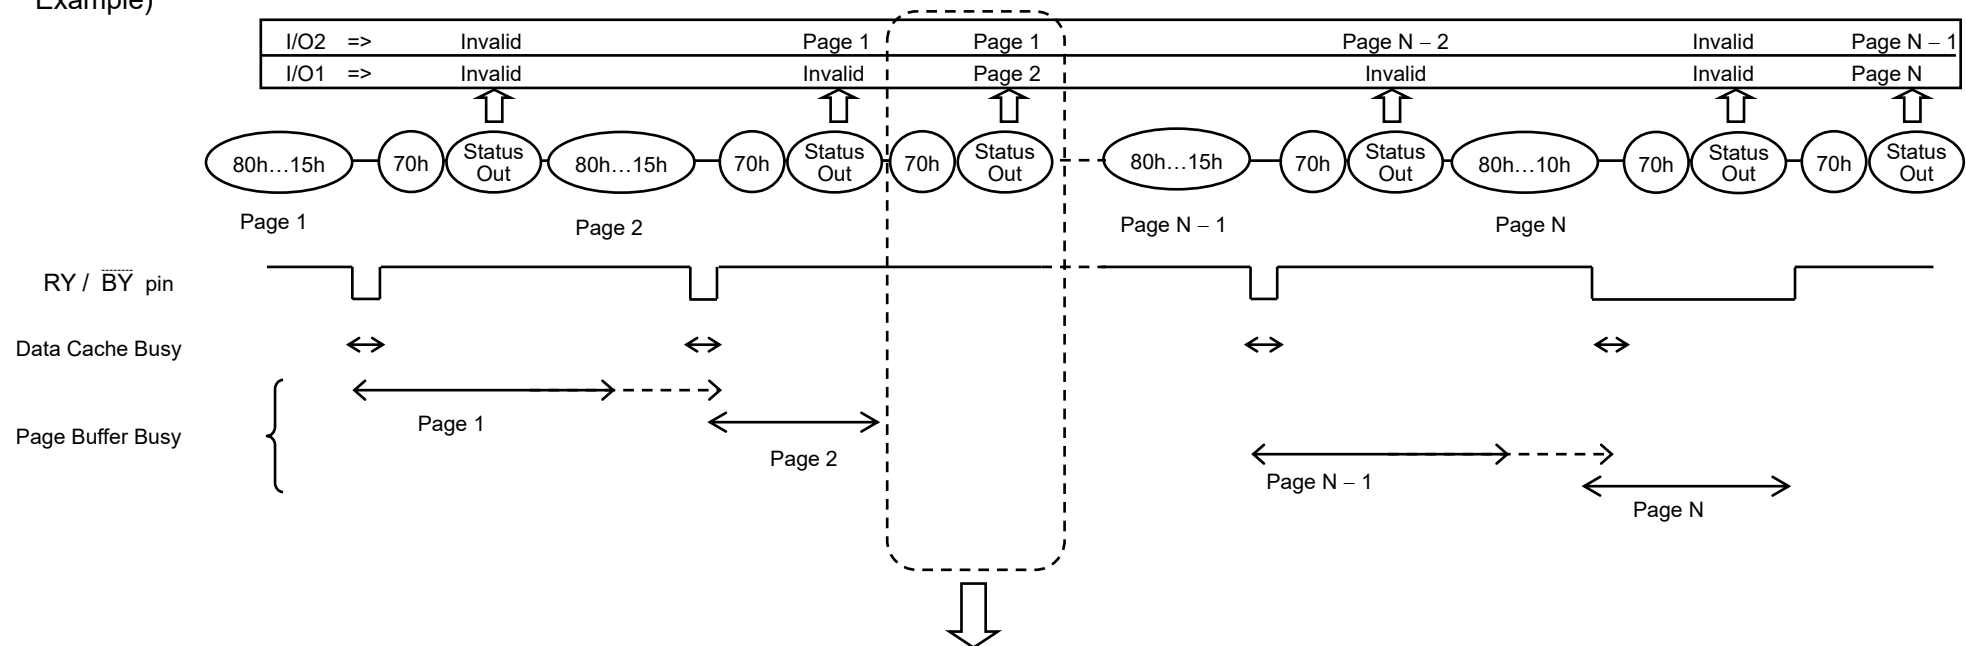 Example)
I/O2 => Invalid Page 1 Page 1 Page N − 2 Invalid Page N − 1
I/O1 => Invalid Invalid Page 2 Invalid Invalid Page N
80h…15h 70h Status Out 80h…15h 70h Status Out 70h Status Out 80h…15h 70h Status Out 80h…10h 70h Status Out 70h Status Out
Page 1 Page 2 Page N − 1 Page N
RY / BY pin
Data Cache Busy
Page Buffer Busy
Page 1
Page 2
Page N − 1
Page N